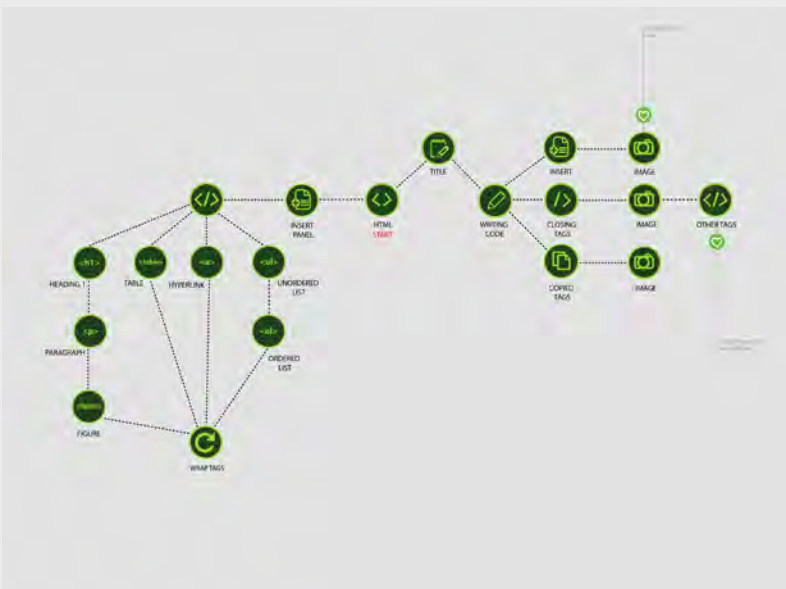 TITLE
INSERT
IMAGE
</>
INSERT
PANEL
<>
HTML
START
WRITING
CODE
/>
CLOSING
TAGS
IMAGE
</>
OTHER TAGS
<h1>
HEADING 1
TABLE
<a>
HYPERLINK
<ul>
UNORDERED
LIST
COPIED
TAGS
IMAGE
<p>
PARAGRAPH
<ol>
ORDERED
LIST
FIGURE
WRAP TAGS